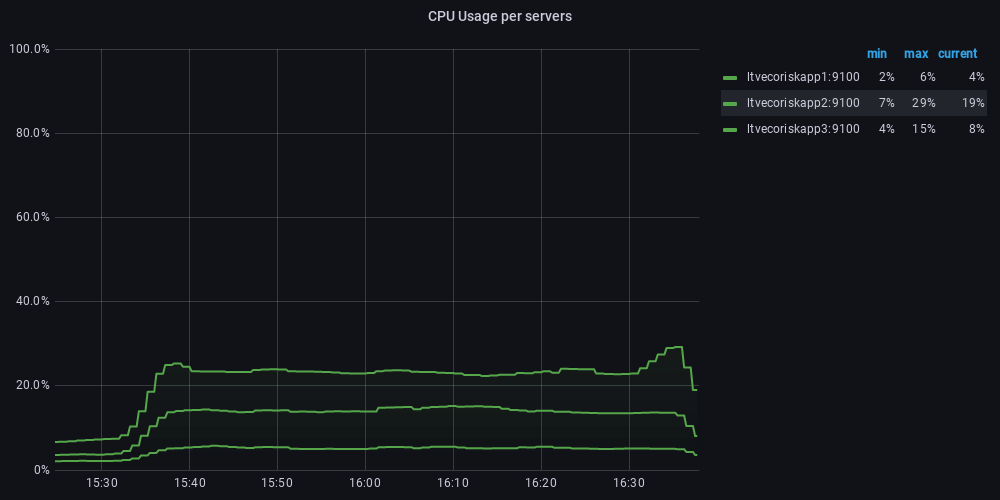 CPU Usage per servers
100.0%
80.0%
60.0%
40.0%
20.0%
0%
15:30 15:40 15:50 16:00 16:10 16:20 16:30
min max current
ltvecoriskapp1:9100 2% 6% 4%
ltvecoriskapp2:9100 7% 29% 19%
ltvecoriskapp3:9100 4% 15% 8%